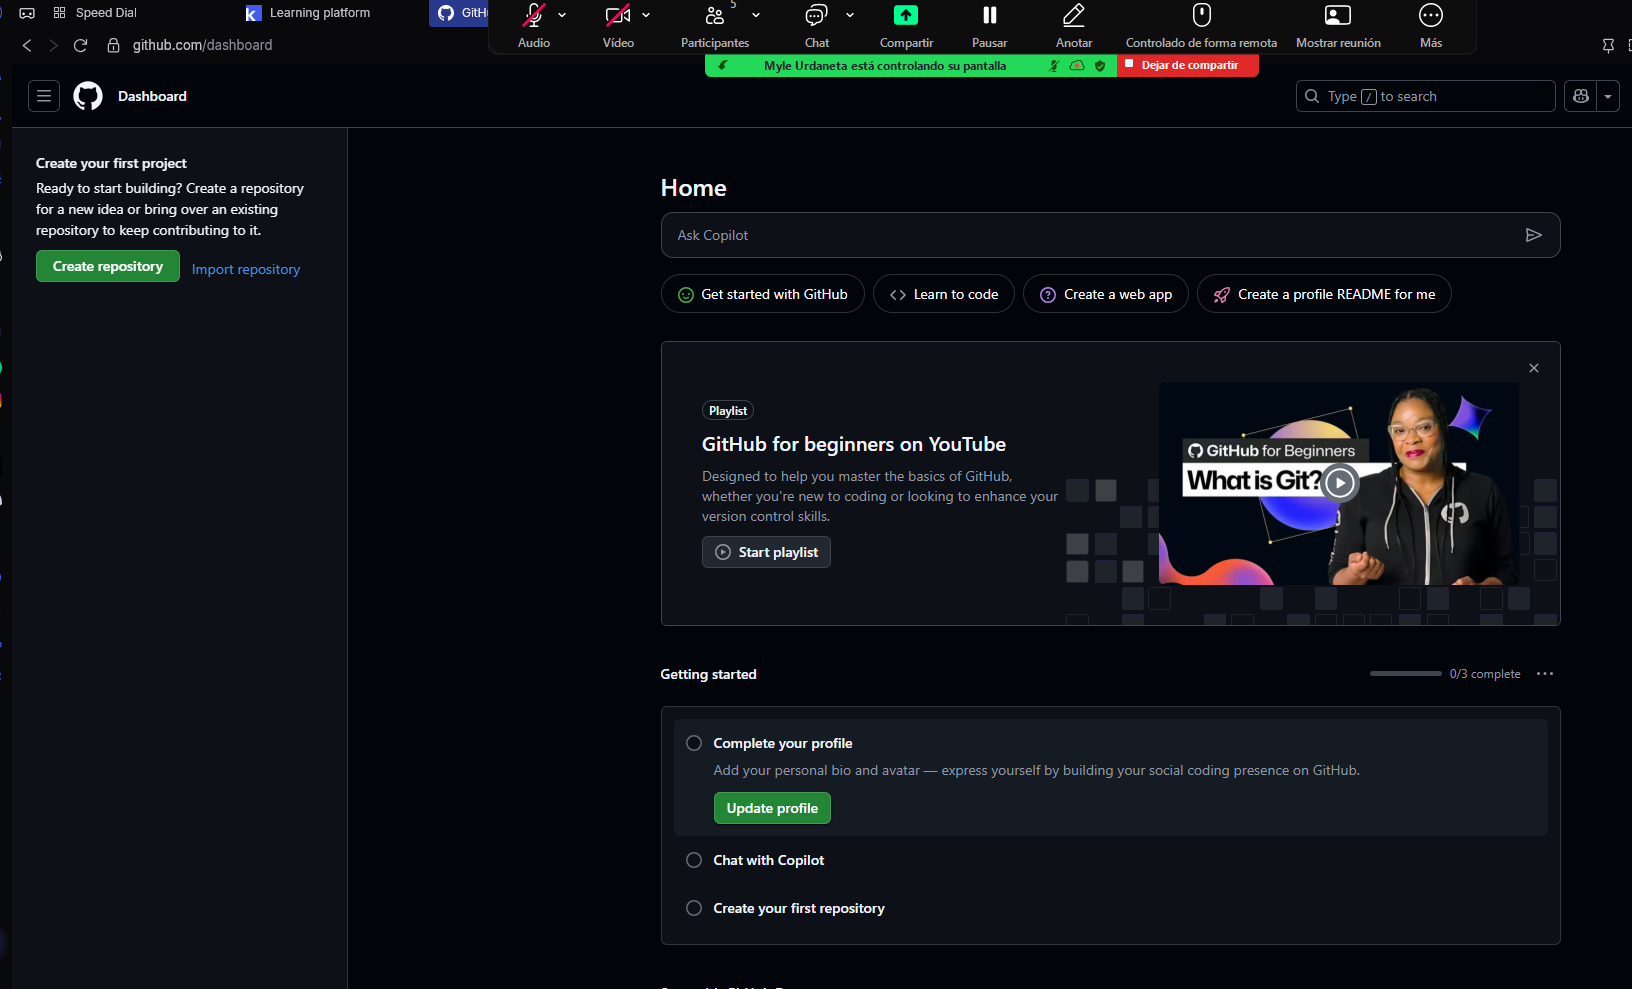 Speed Dial
Learning platform
GitH
5
Audio
Vídeo
Participantes
Chat
Compartir
Pausar
Anotar
Controlado de forma remota
Mostrar reunión
Más
github.com/dashboard
Myle Urdaneta está controlando su pantalla
Dejar de compartir
Dashboard
Type / to search
Create your first project
Ready to start building? Create a repository
for a new idea or bring over an existing
repository to keep contributing to it.
Create repository
Import repository
Home
Ask Copilot
Get started with GitHub
Learn to code
Create a web app
Create a profile README for me
Playlist
GitHub for beginners on YouTube
Designed to help you master the basics of GitHub,
whether you're new to coding or looking to enhance your
version control skills.
Start playlist
GitHub for Beginners
What is Git?
Getting started
0/3 complete
Complete your profile
Add your personal bio and avatar — express yourself by building your social coding presence on GitHub.
Update profile
Chat with Copilot
Create your first repository